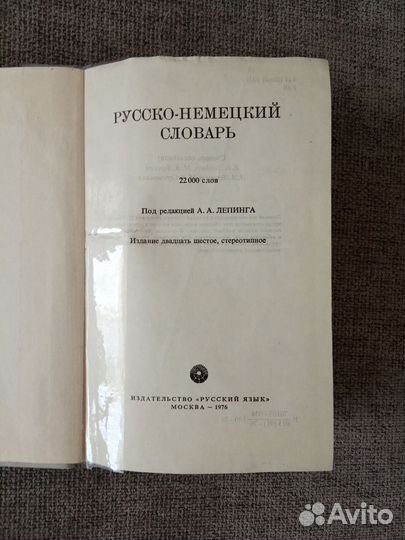 РУССКО-НЕМЕЦКИЙ
СЛОВАРЬ
22 000 слов
Под редакцией А. А. ЛЕПИНГА
Издание двадцать шестое, стереотипное
ИЗДАТЕЛЬСТВО «РУССКИЙ ЯЗЫК»
МОСКВА — 1976
Avito